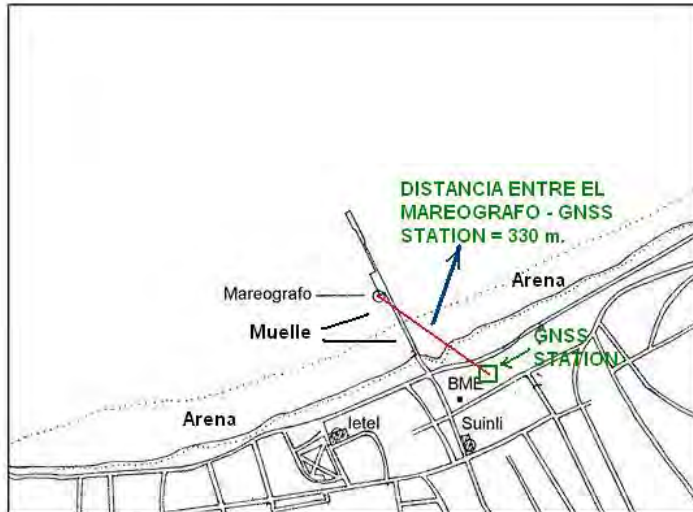 DISTANCIA ENTRE EL
MAREOGRAFO - GNSS
STATION = 330 m.
Arena
Mareografo
Muelle
GNSS
STATION
BME
Arena
Ietel
Suinli